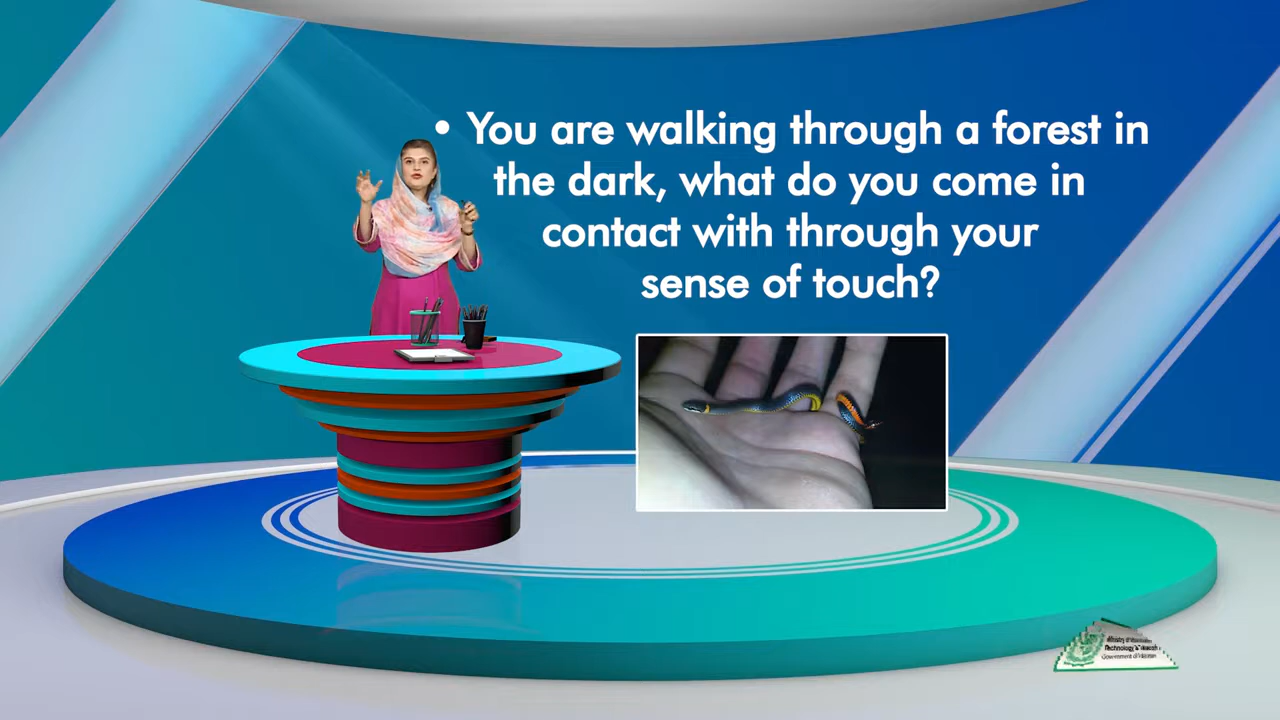 • You are walking through a forest in
the dark, what do you come in
contact with through your
sense of touch?